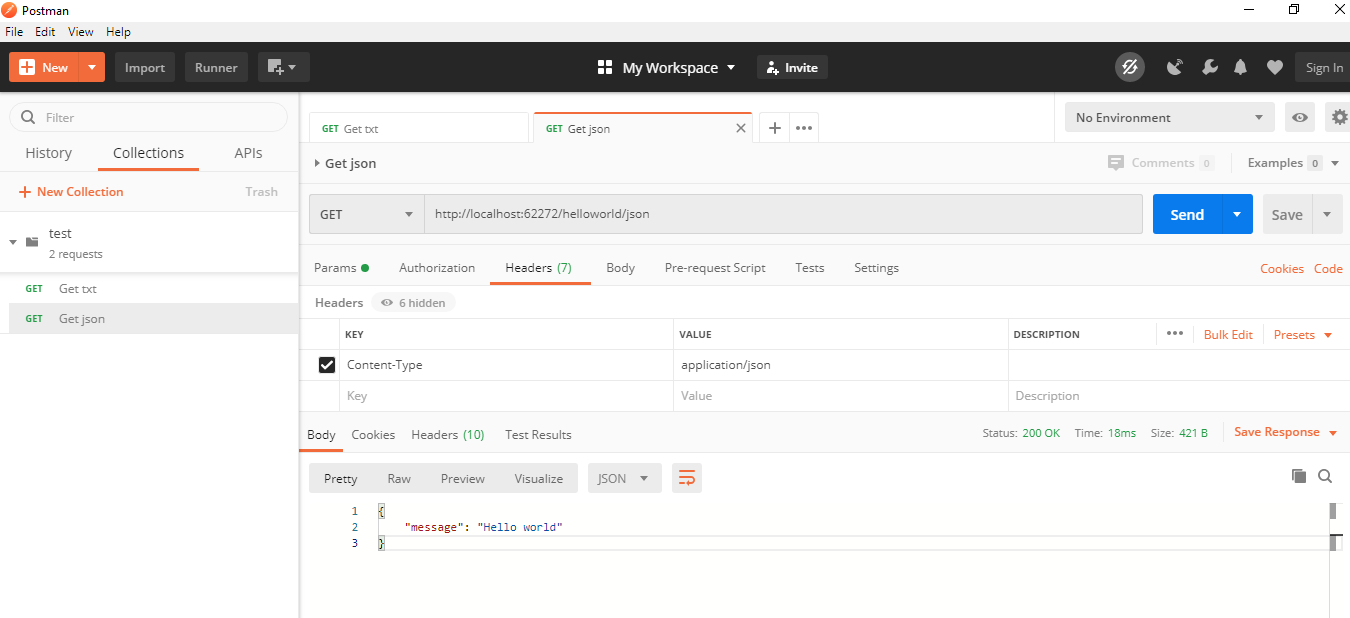 Postman
File Edit View Help
New Import Runner My Workspace Invite Sign In
Filter
History Collections APIs
New Collection Trash
test
2 requests
GET Get txt
GET Get json
GET Get txt GET Get json No Environment
Get json Comments 0 Examples 0
GET http://localhost:62272/helloworld/json Send Save
Params Authorization Headers (7) Body Pre-request Script Tests Settings Cookies Code
Headers 6 hidden
KEY VALUE DESCRIPTION Bulk Edit Presets
Content-Type application/json
Key Value Description
Body Cookies Headers (10) Test Results Status: 200 OK Time: 18ms Size: 421 B Save Response
Pretty Raw Preview Visualize JSON
1 {
2 "message": "Hello world"
3 }